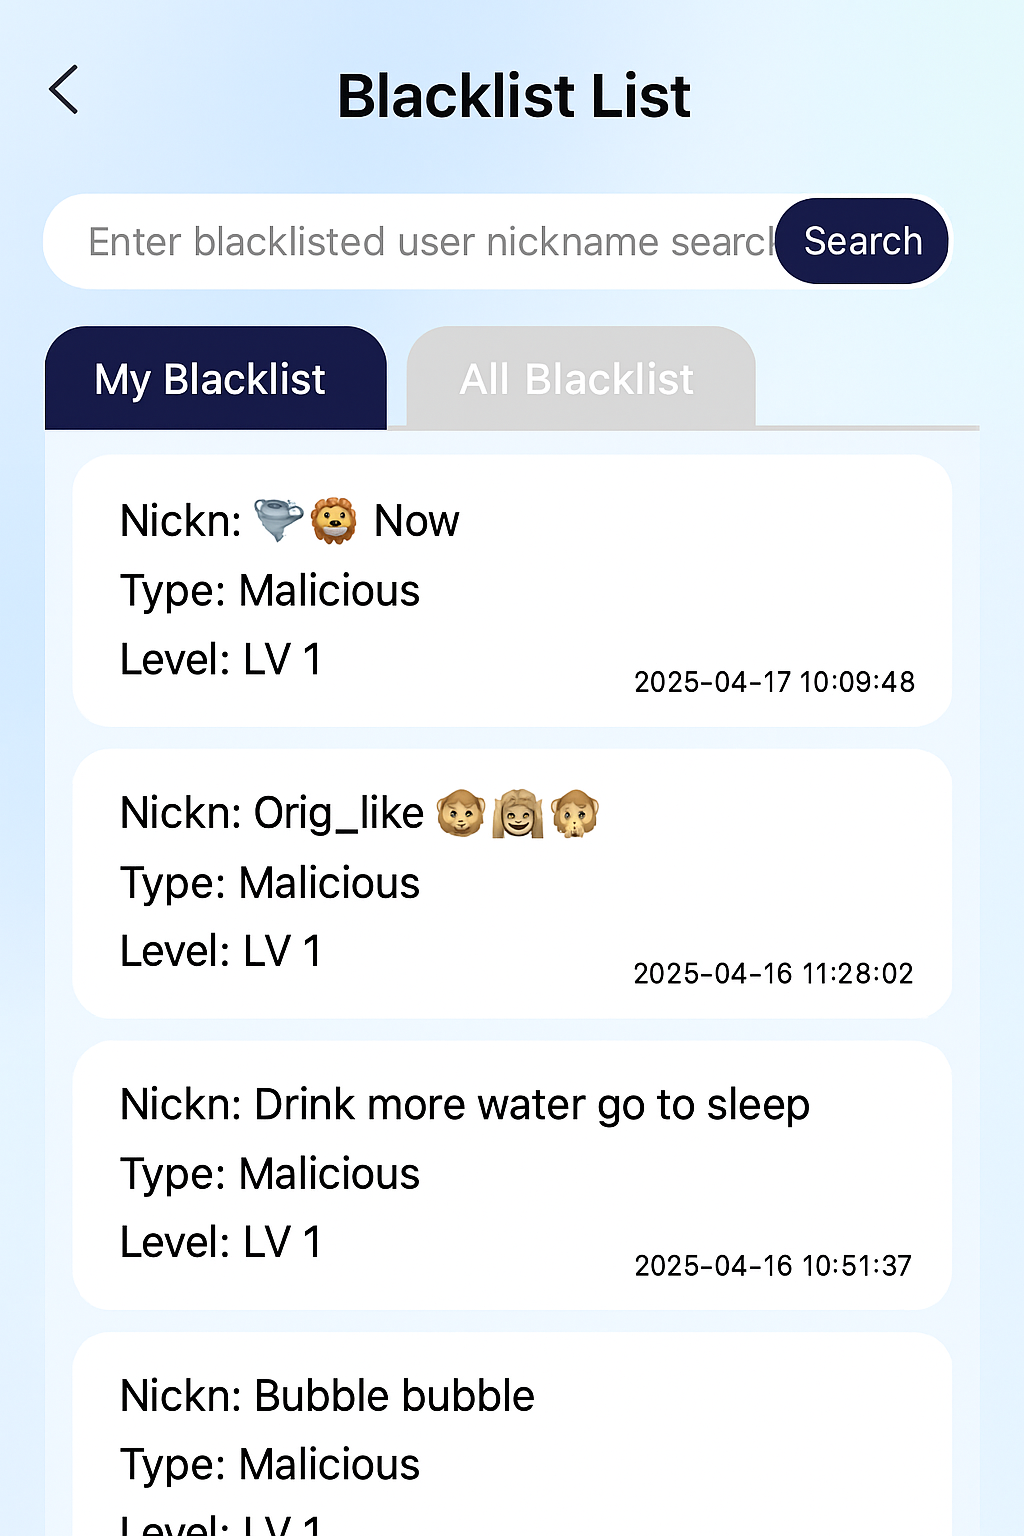 Blacklist List
Enter blacklisted user nickname search
Search
My Blacklist
All Blacklist
Nickn: 🌪️🦁 Now
Type: Malicious
Level: LV 1
2025-04-17 10:09:48
Nickn: Orig_like 🐵👩🙊
Type: Malicious
Level: LV 1
2025-04-16 11:28:02
Nickn: Drink more water go to sleep
Type: Malicious
Level: LV 1
2025-04-16 10:51:37
Nickn: Bubble bubble
Type: Malicious
Level: LV 1